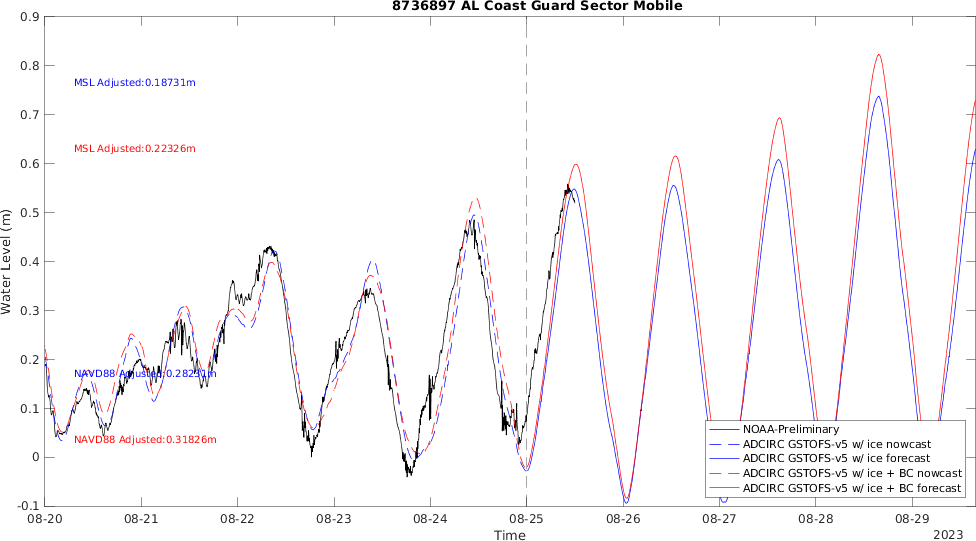 8736897 AL Coast Guard Sector Mobile
0.9
0.8
0.7
0.6
0.5
0.4
0.3
0.2
0.1
0
-0.1
Water Level (m)
MSL Adjusted:0.18731m
MSL Adjusted:0.22326m
NAVD88 Adjusted:0.28231m
NAVD88 Adjusted:0.31826m
NOAA-Preliminary
ADCIRC GSTOFS-v5 w/ ice nowcast
ADCIRC GSTOFS-v5 w/ ice forecast
ADCIRC GSTOFS-v5 w/ ice + BC nowcast
ADCIRC GSTOFS-v5 w/ ice + BC forecast
08-20 08-21 08-22 08-23 08-24 08-25 08-26 08-27 08-28 08-29
Time
2023